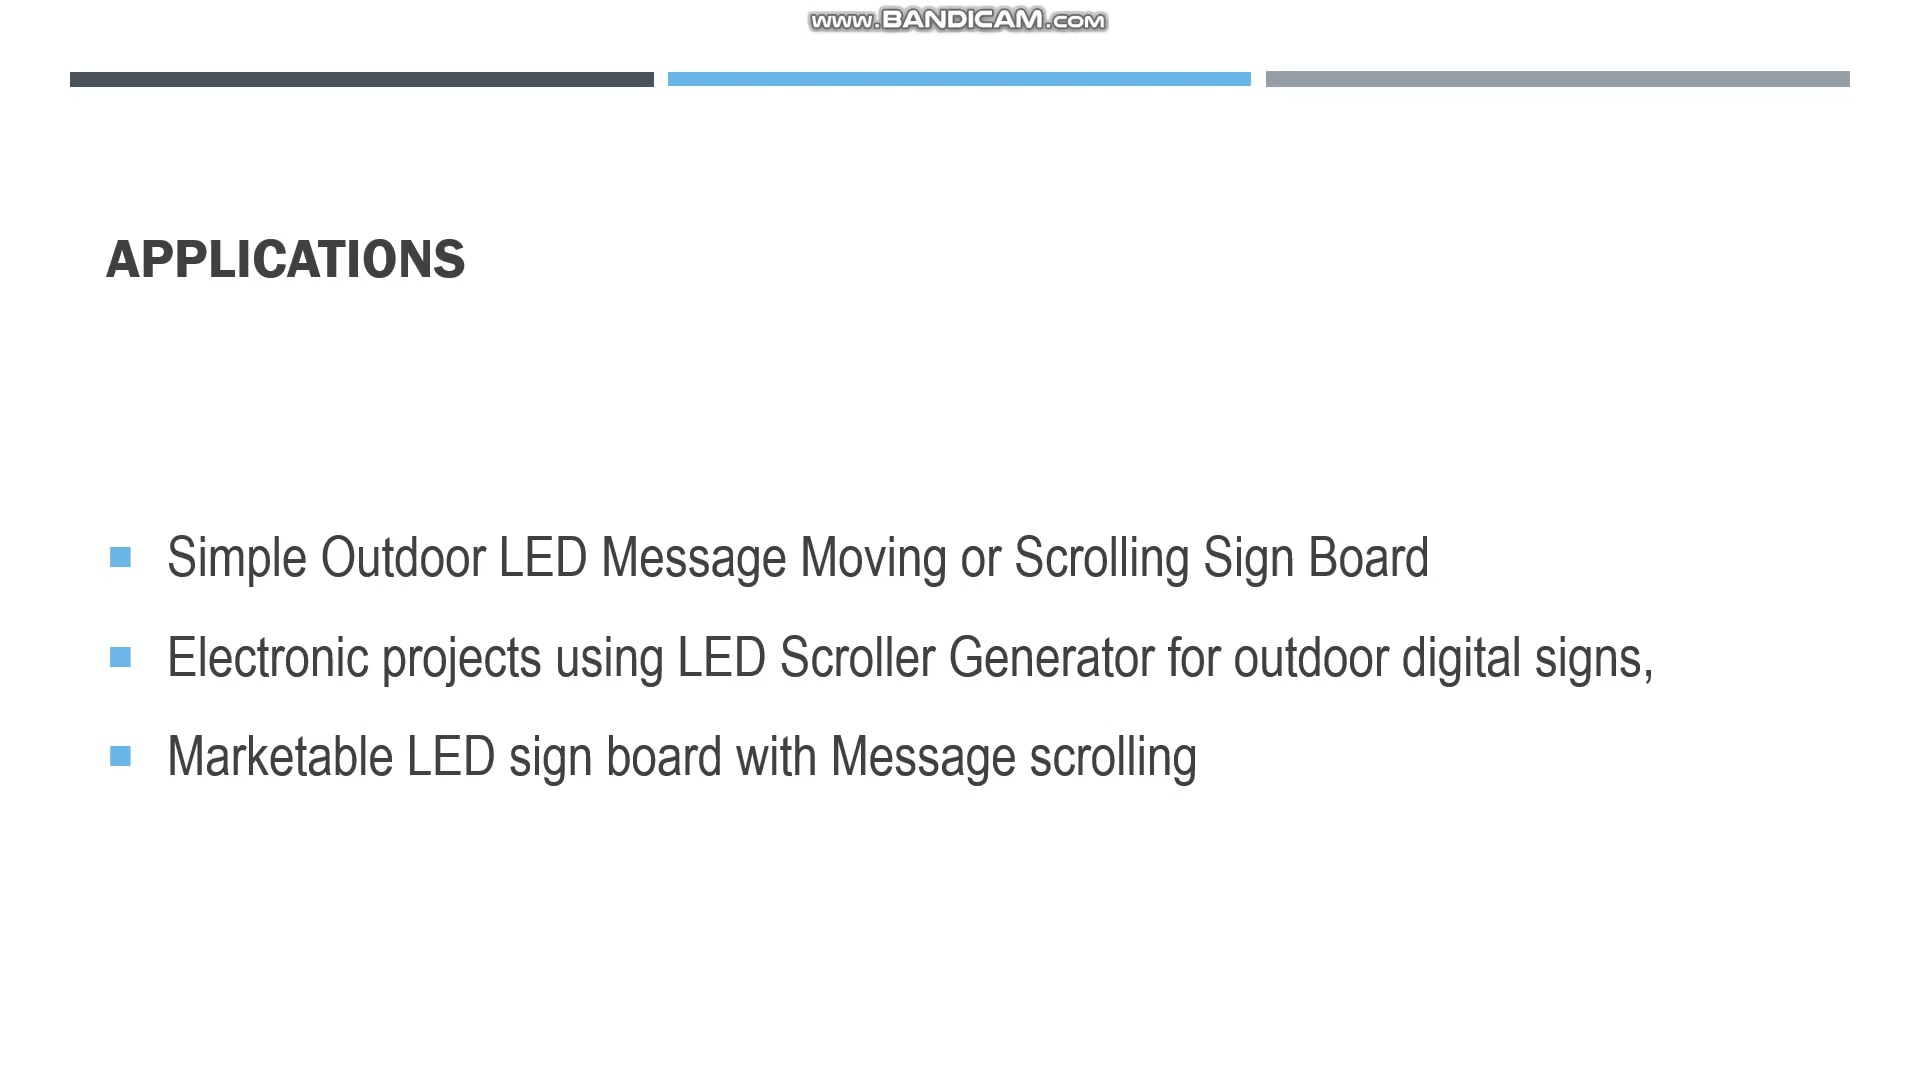 www.BANDICAM.com
APPLICATIONS
Simple Outdoor LED Message Moving or Scrolling Sign Board
Electronic projects using LED Scroller Generator for outdoor digital signs,
Marketable LED sign board with Message scrolling